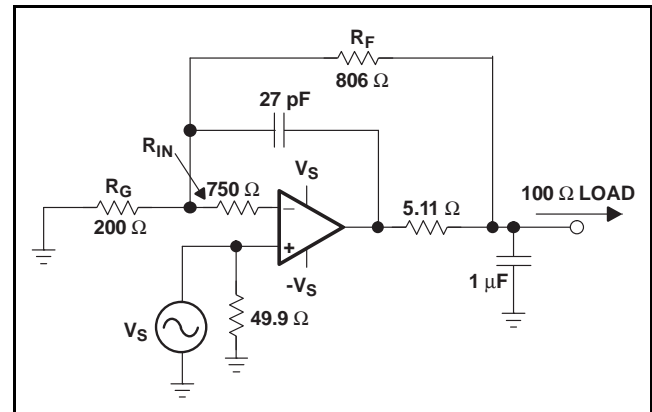 RF
806 Ω
27 pF
RIN
VS
RG
750 Ω
200 Ω
–
+
5.11 Ω
100 Ω LOAD
-VS
1 μF
49.9 Ω
VS